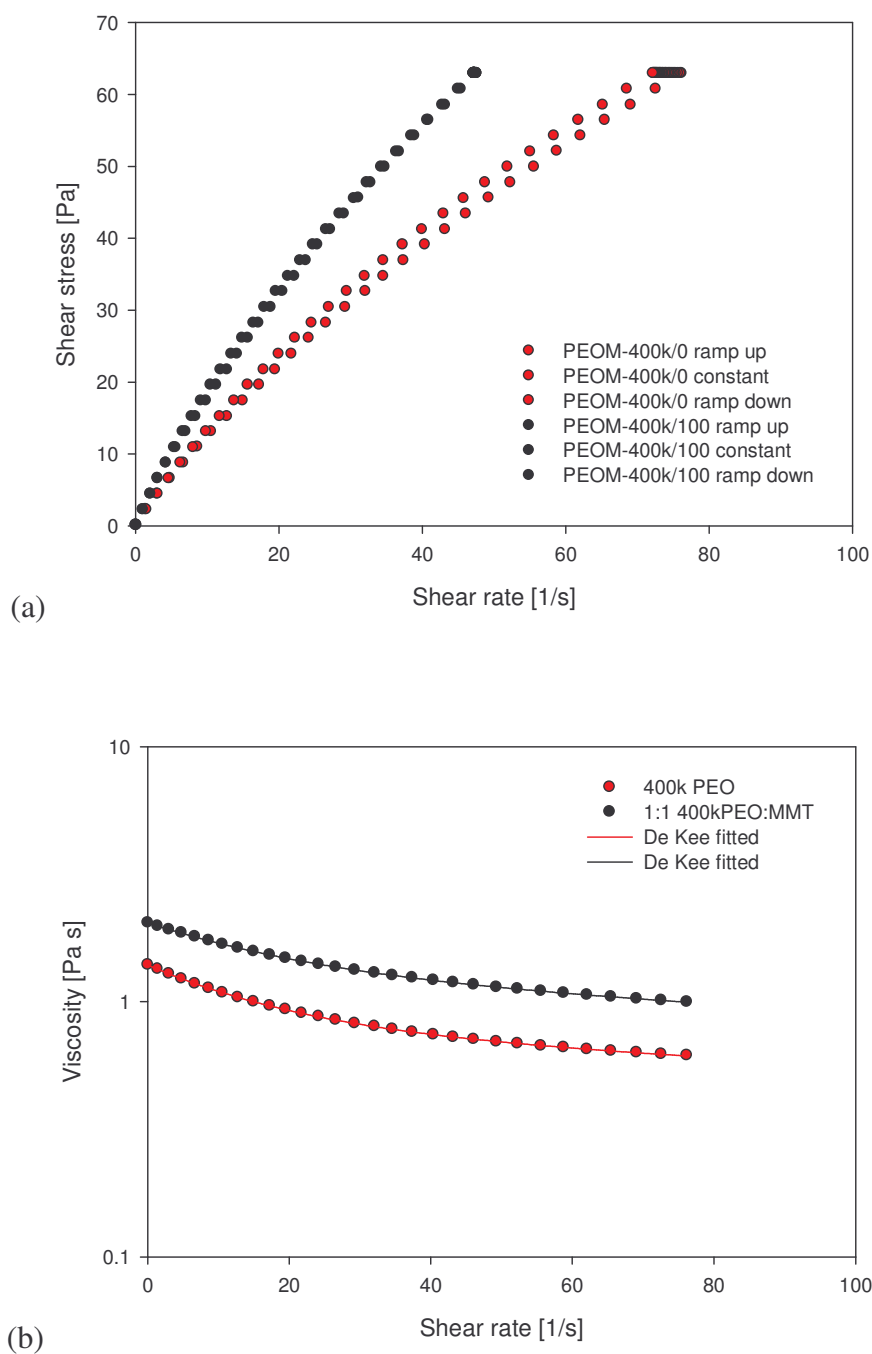 70
60
50
40
30
20
10
0
Shear stress [Pa]
PEOM-400k/0 ramp up
PEOM-400k/0 constant
PEOM-400k/0 ramp down
PEOM-400k/100 ramp up
PEOM-400k/100 constant
PEOM-400k/100 ramp down
0 20 40 60 80 100
Shear rate [1/s]
(a)
10
1
0.1
Viscosity [Pa s]
400k PEO
1:1 400kPEO:MMT
De Kee fitted
De Kee fitted
0 20 40 60 80 100
Shear rate [1/s]
(b)